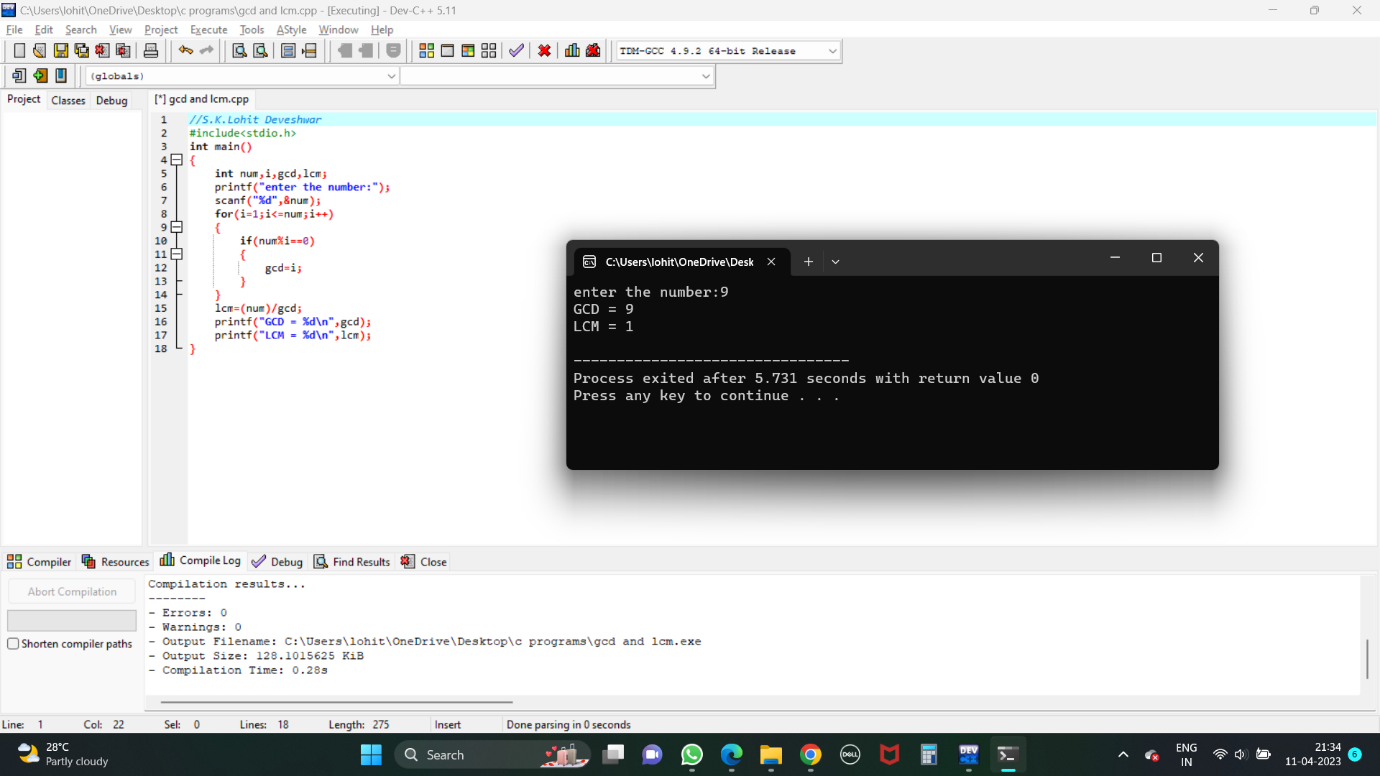 C:\Users\lohit\OneDrive\Desktop\c programs\gcd and lcm.cpp - [Executing] - Dev-C++ 5.11
File Edit Search View Project Execute Tools AStyle Window Help
TDM-GCC 4.9.2 64-bit Release
(globals)
Project Classes Debug
[*] gcd and lcm.cpp
1 //S.K.Lohit Deveshwar
2 #include<stdio.h>
3 int main()
4 {
5 int num,i,gcd,lcm;
6 printf("enter the number:");
7 scanf("%d",&num);
8 for(i=1;i<=num;i++)
9 {
10 if(num%i==0)
11 {
12 gcd=i;
13 }
14 }
15 lcm=(num)/gcd;
16 printf("GCD = %d\n",gcd);
17 printf("LCM = %d\n",lcm);
18 }
C:\Users\lohit\OneDrive\Desk
enter the number:9
GCD = 9
LCM = 1
--------------------------------
Process exited after 5.731 seconds with return value 0
Press any key to continue . . .
Compiler Resources Compile Log Debug Find Results Close
Abort Compilation
Shorten compiler paths
Compilation results...
--------
- Errors: 0
- Warnings: 0
- Output Filename: C:\Users\lohit\OneDrive\Desktop\c programs\gcd and lcm.exe
- Output Size: 128.1015625 KiB
- Compilation Time: 0.28s
Line: 1 Col: 22 Sel: 0 Lines: 18 Length: 275 Insert Done parsing in 0 seconds
28°C
Partly cloudy
Search
DELL
DEV
ENG
IN
21:34
11-04-2023
6